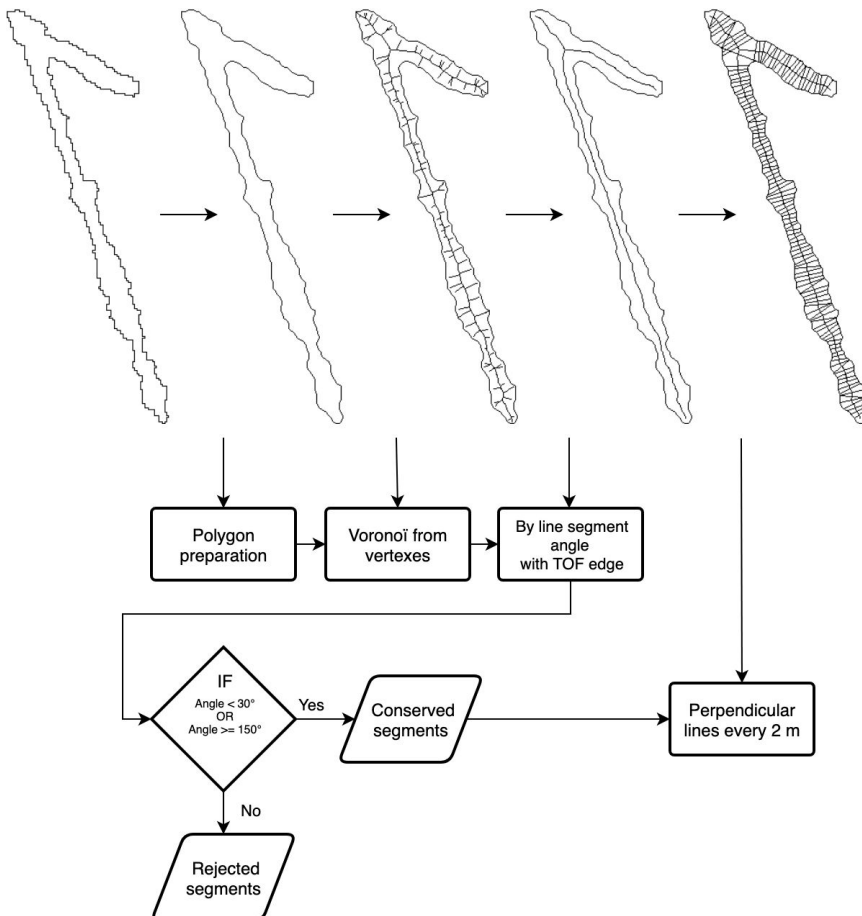 Polygon
preparation
Voronoï from
vertexes
By line segment
angle
with TOF edge
IF
Angle < 30°
OR
Angle >= 150°
Yes
Conserved
segments
Perpendicular
lines every 2 m
No
Rejected
segments